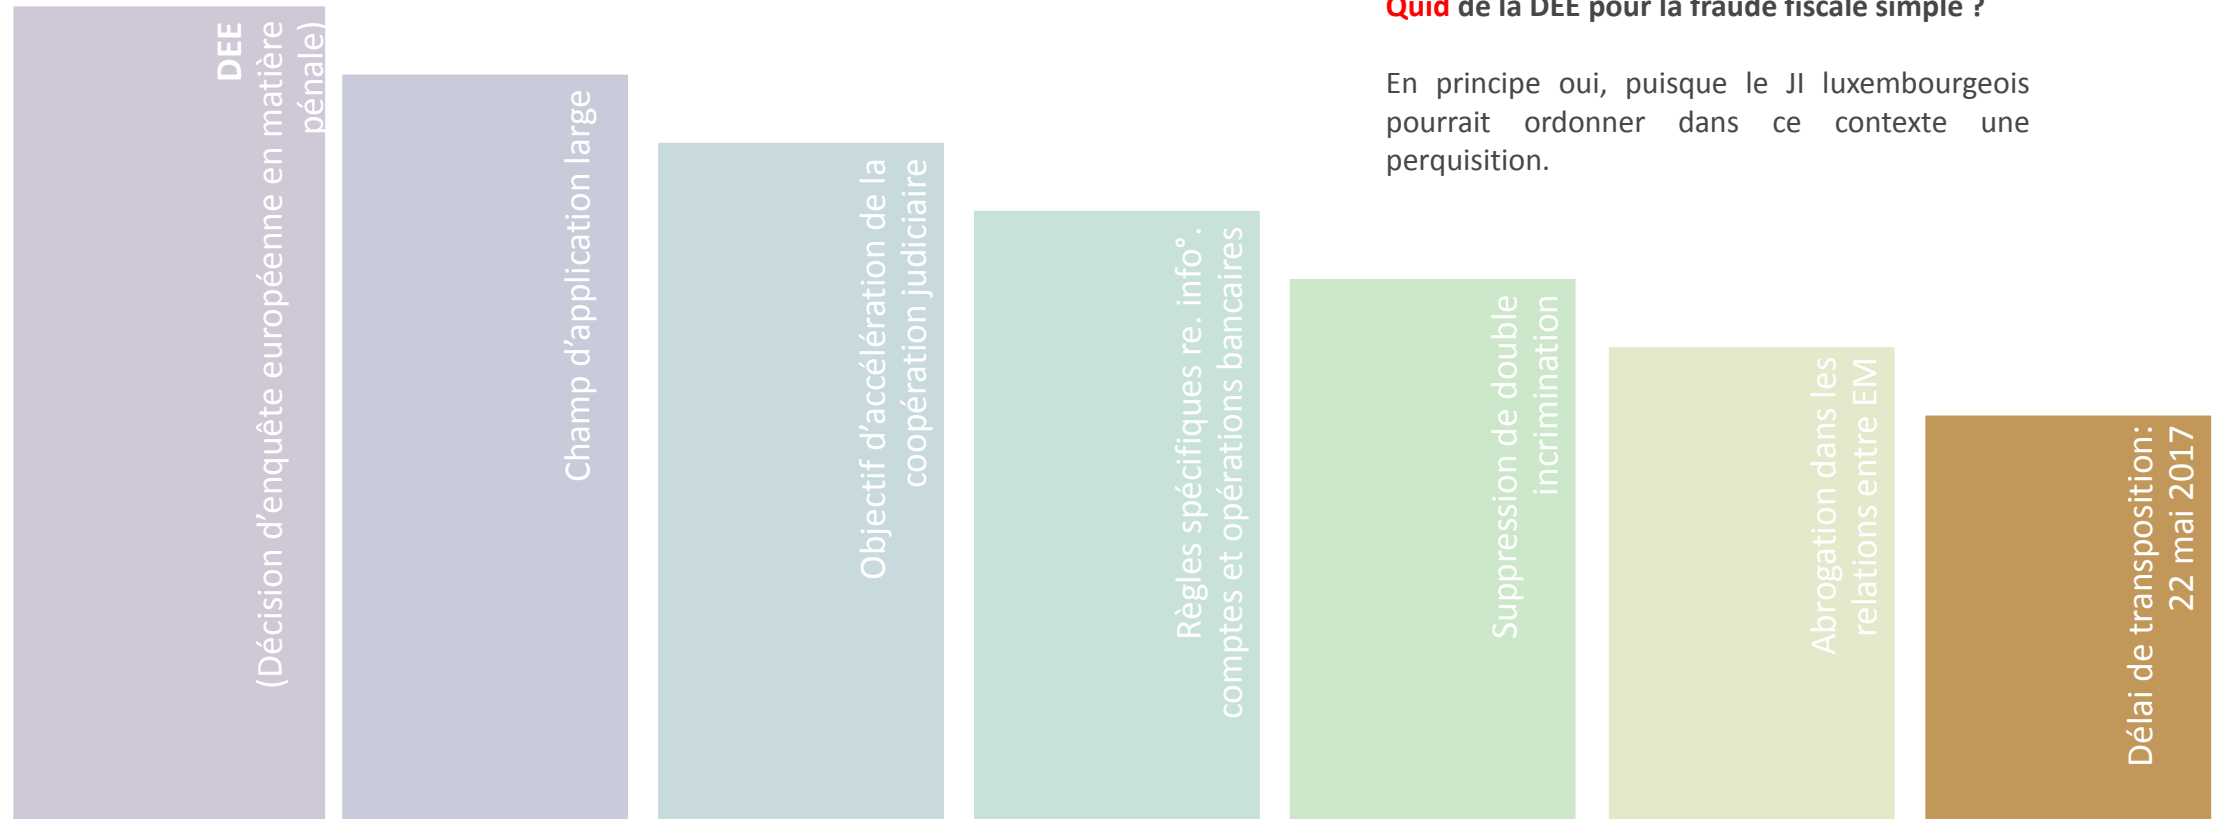 DEE
(Décision d’enquête européenne en matière
pénale)
Champ d’application large
Objectif d’accélération de la
coopération judiciaire
Règles spécifiques re. info°.
comptes et opérations bancaires
Suppression de double
incrimination
Abrogation dans les
relations entre EM
Délai de transposition:
22 mai 2017
Quid de la DEE pour la fraude fiscale simple ?
En principe oui, puisque le JI luxembourgeois
pourrait ordonner dans ce contexte une
perquisition.